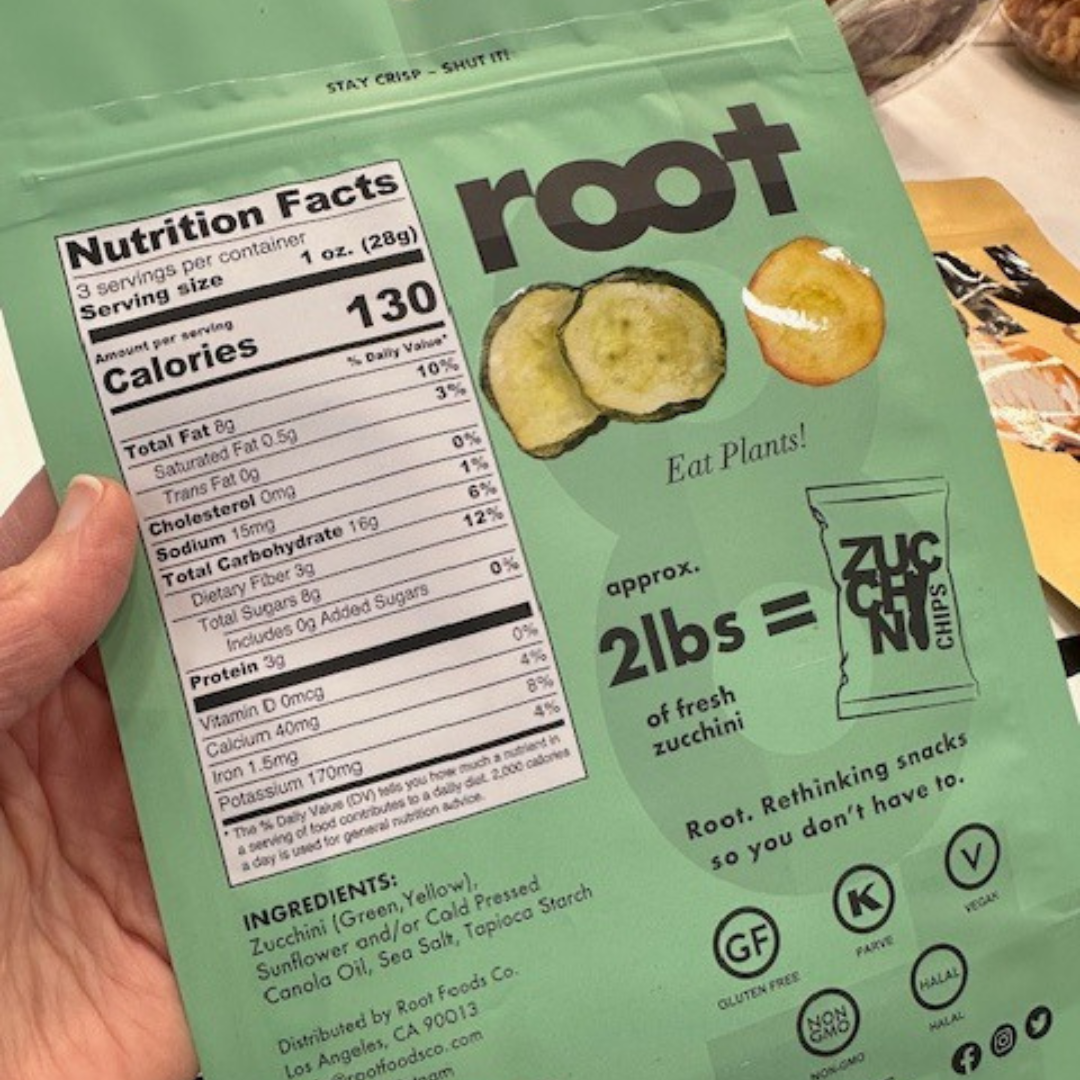 STAY CRISP - SHUT IT!
root
Nutrition Facts
3 servings per container
Serving size 1 oz. (28g)
Amount per serving
Calories 130
% Daily Value*
Total Fat 8g 10%
Saturated Fat 0.5g 3%
Trans Fat 0g
Cholesterol 0mg 0%
Sodium 15mg 1%
Total Carbohydrate 16g 6%
Dietary Fiber 3g 12%
Total Sugars 8g
Includes 0g Added Sugars 0%
Protein 3g
Vitamin D 0mcg 0%
Calcium 40mg 4%
Iron 1.5mg 8%
Potassium 170mg 4%
* The % Daily Value (DV) tells you how much a nutrient in
a serving of food contributes to a daily diet. 2,000 calories
a day is used for general nutrition advice.
INGREDIENTS:
Zucchini (Green,Yellow),
Sunflower and/or Cold Pressed
Canola Oil, Sea Salt, Tapioca Starch
Distributed by Root Foods Co.
Los Angeles, CA 90013
@rootfoodsco.com
Eat Plants!
approx.
2lbs =
of fresh
zucchini
ZUC
CHI
NI
CHIPS
Root. Rethinking snacks
so you don't have to.
GF
GLUTEN FREE
K
PARVE
V
VEGAN
NON
GMO
NON-GMO
HALAL
HALAL